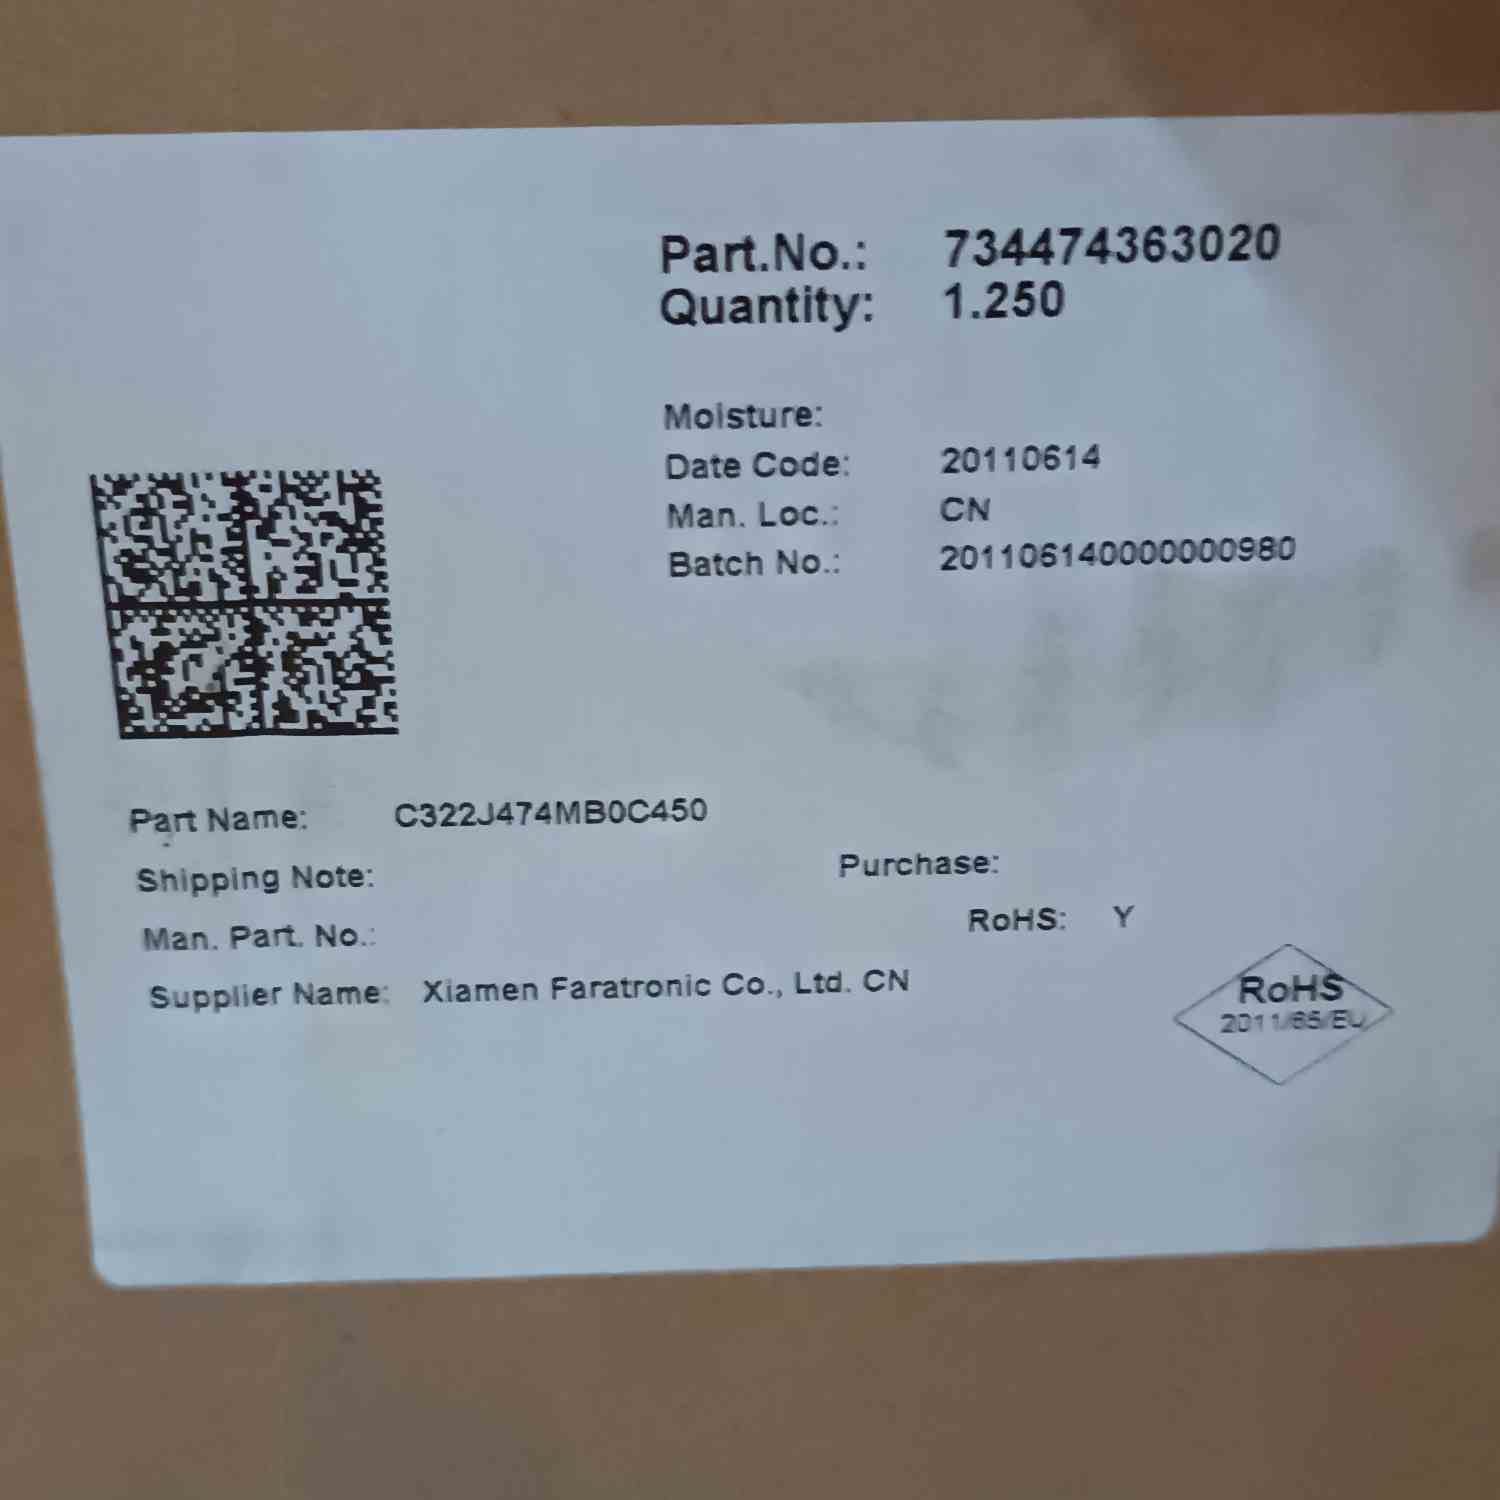 Part.No.: 734474363020
Quantity: 1.250
Moisture:
Date Code: 20110614
Man. Loc.: CN
Batch No.: 201106140000000980
Part Name: C322J474MB0C450
Shipping Note:
Purchase:
Man. Part. No.:
RoHS: Y
Supplier Name: Xiamen Faratronic Co., Ltd. CN
RoHS
2011/65/EU